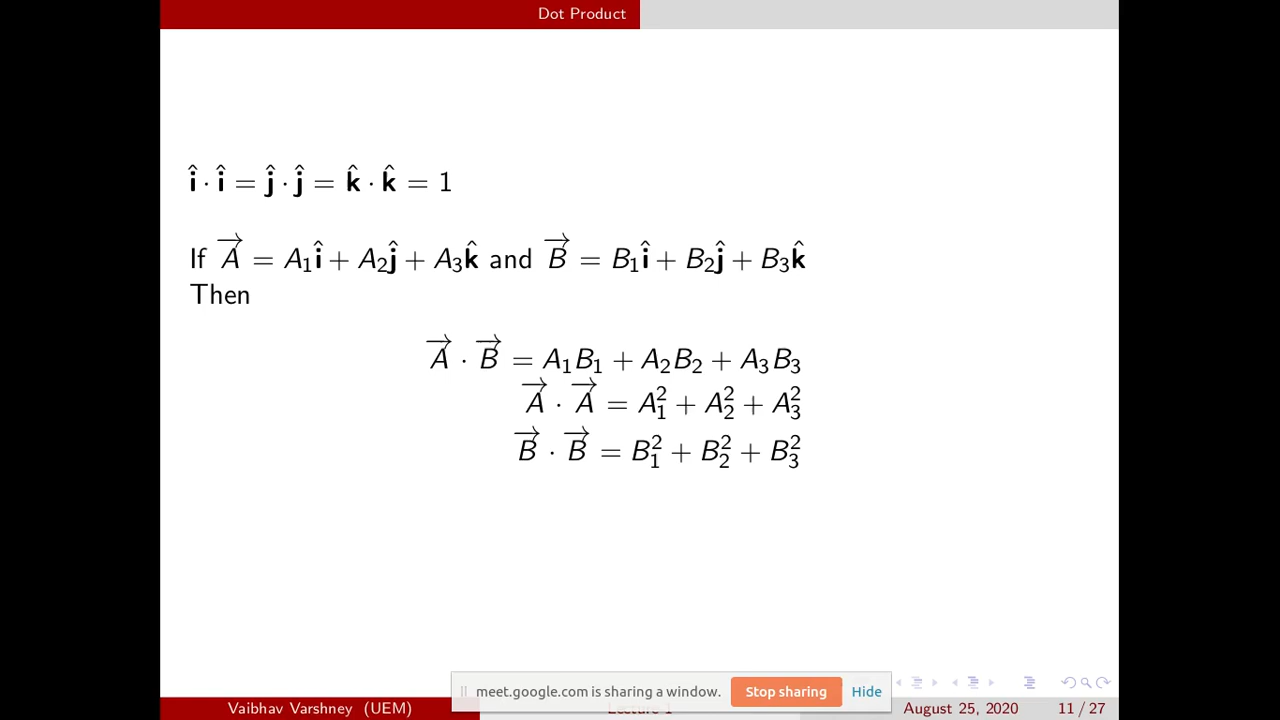 Dot Product
î · î = ĵ · ĵ = k̂ · k̂ = 1
If A⃗ = A₁î + A₂ĵ + A₃k̂ and B⃗ = B₁î + B₂ĵ + B₃k̂
Then
A⃗ · B⃗ = A₁B₁ + A₂B₂ + A₃B₃
A⃗ · A⃗ = A₁² + A₂² + A₃²
B⃗ · B⃗ = B₁² + B₂² + B₃²
meet.google.com is sharing a window. Stop sharing Hide
Vaibhav Varshney (UEM) Lecture 1 August 25, 2020 11 / 27